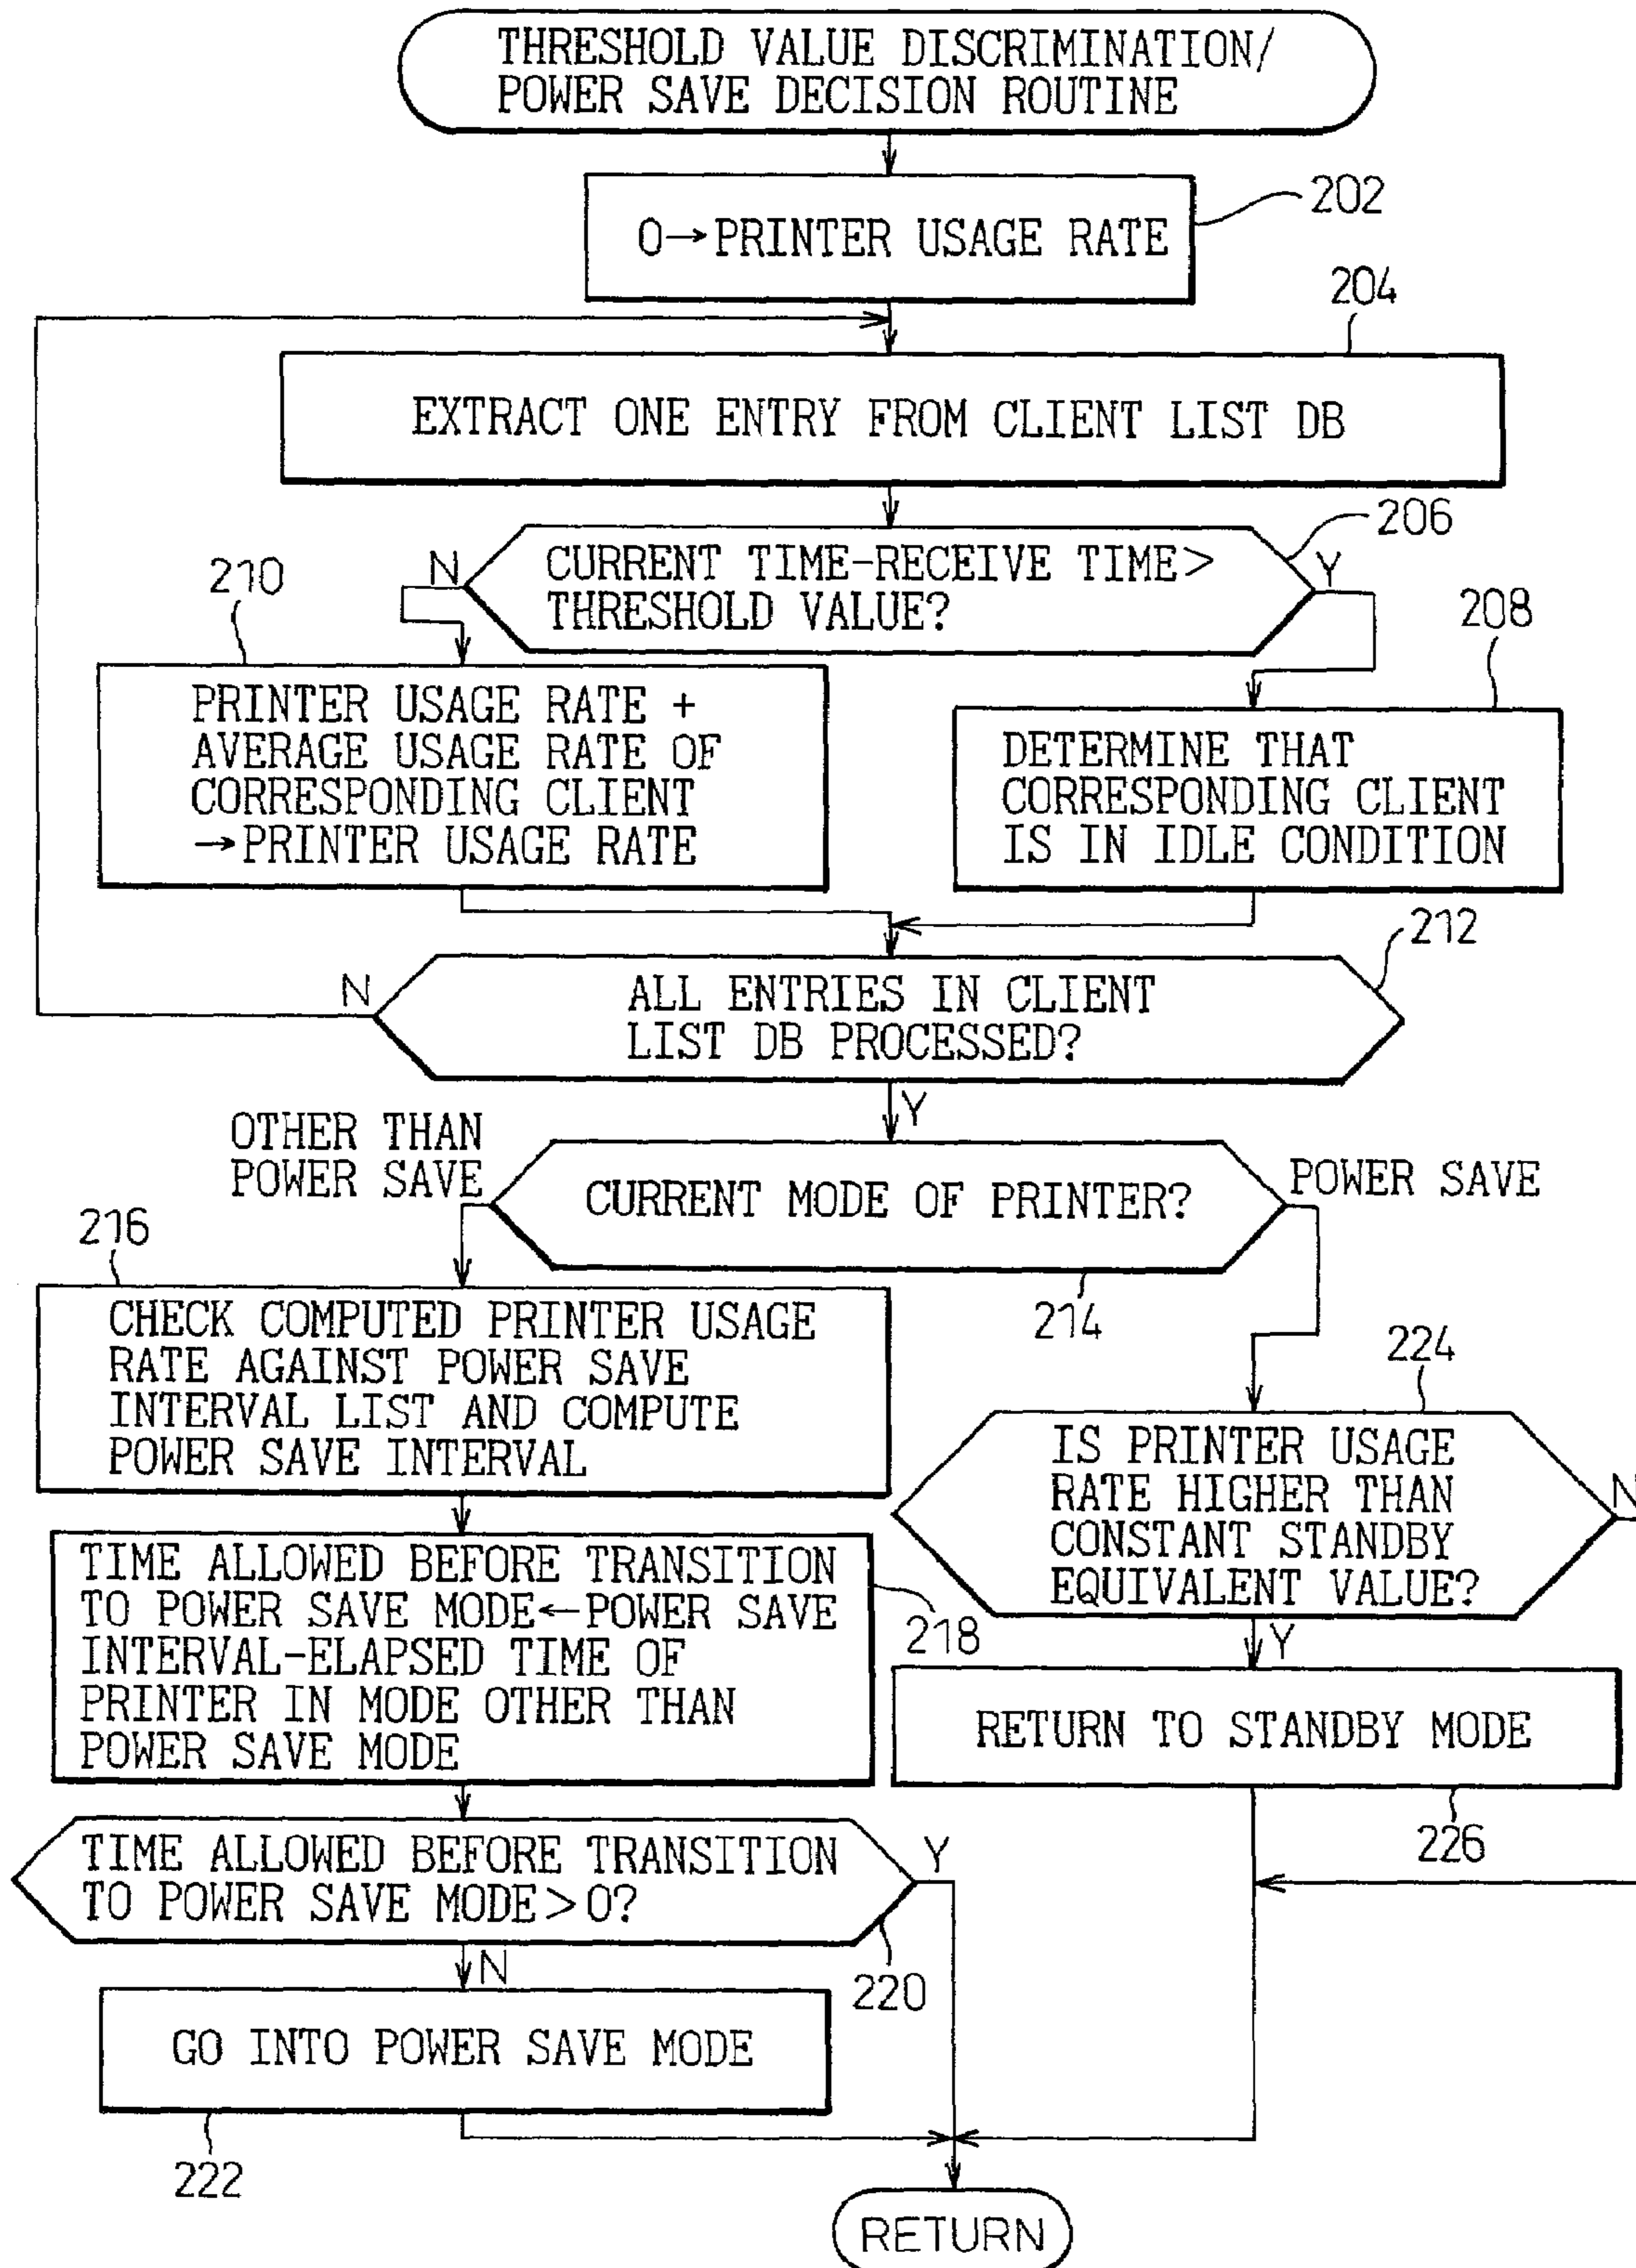 THRESHOLD VALUE DISCRIMINATION/
POWER SAVE DECISION ROUTINE
202
0→PRINTER USAGE RATE
204
EXTRACT ONE ENTRY FROM CLIENT LIST DB
206
N
CURRENT TIME-RECEIVE TIME>
THRESHOLD VALUE?
Y
210
208
PRINTER USAGE RATE +
AVERAGE USAGE RATE OF
CORRESPONDING CLIENT
→PRINTER USAGE RATE
DETERMINE THAT
CORRESPONDING CLIENT
IS IN IDLE CONDITION
212
N
ALL ENTRIES IN CLIENT
LIST DB PROCESSED?
Y
OTHER THAN
POWER SAVE
CURRENT MODE OF PRINTER?
POWER SAVE
216
214
224
CHECK COMPUTED PRINTER USAGE
RATE AGAINST POWER SAVE
INTERVAL LIST AND COMPUTE
POWER SAVE INTERVAL
IS PRINTER USAGE
RATE HIGHER THAN
CONSTANT STANDBY
EQUIVALENT VALUE?
N
Y
TIME ALLOWED BEFORE TRANSITION
TO POWER SAVE MODE←POWER SAVE
INTERVAL-ELAPSED TIME OF
PRINTER IN MODE OTHER THAN
POWER SAVE MODE
218
RETURN TO STANDBY MODE
226
TIME ALLOWED BEFORE TRANSITION
TO POWER SAVE MODE>0?
Y
N
220
GO INTO POWER SAVE MODE
222
RETURN